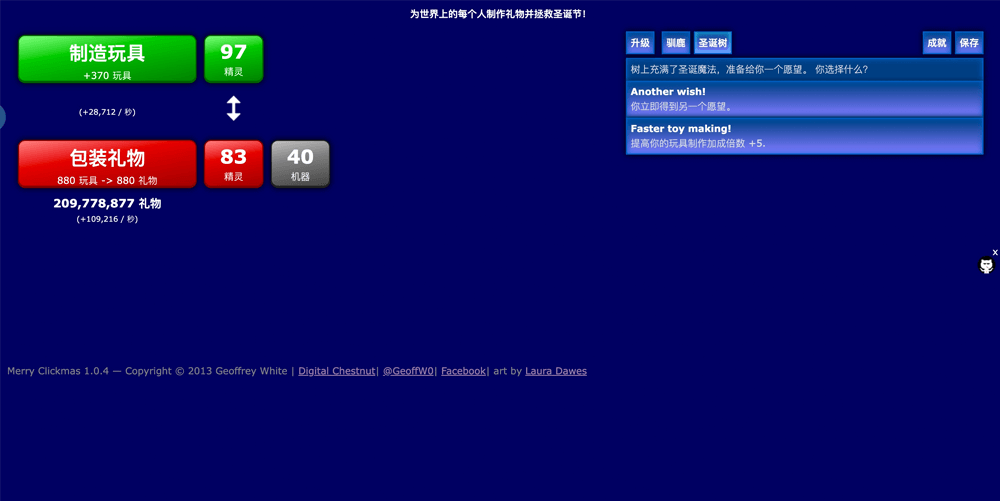 为世界上的每个人制作礼物并拯救圣诞节！
制造玩具
+370 玩具
97
精灵
(+28,712 / 秒)
包装礼物
880 玩具 -> 880 礼物
83
精灵
40
机器
209,778,877 礼物
(+109,216 / 秒)
升级
驯鹿
圣诞树
成就
保存
树上充满了圣诞魔法，准备给你一个愿望。 你选择什么?
Another wish!
你立即得到另一个愿望。
Faster toy making!
提高你的玩具制作加成倍数 +5.
x
Merry Clickmas 1.0.4 — Copyright © 2013 Geoffrey White | Digital Chestnut| @GeoffW0| Facebook| art by Laura Dawes